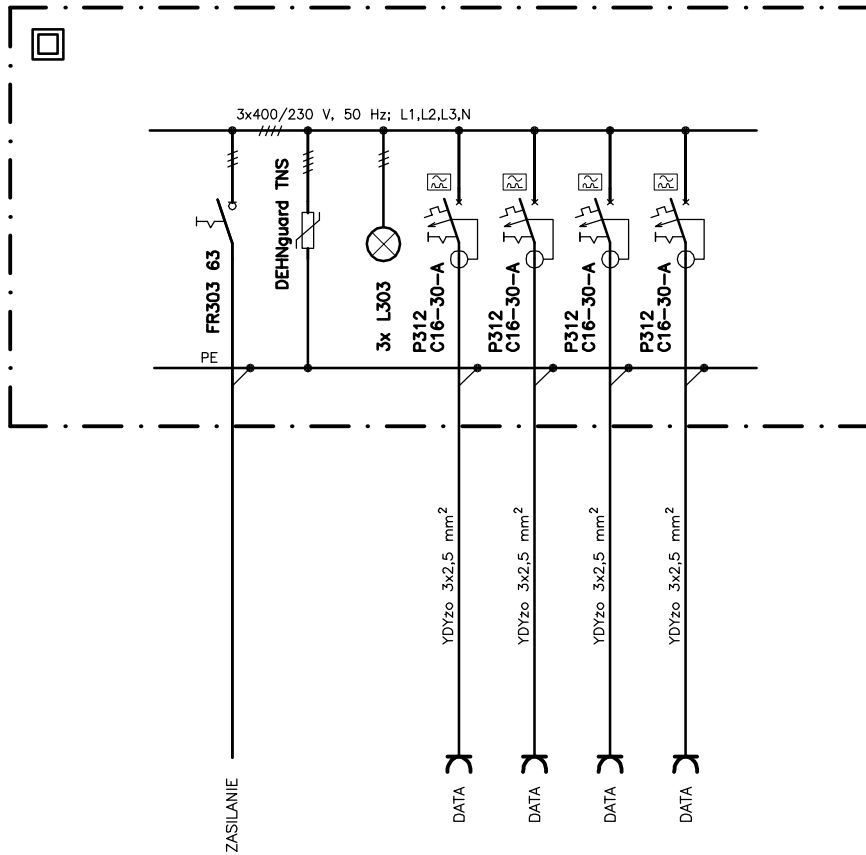 3x400/230 V, 50 Hz; L1,L2,L3,N
FR303 63
DEHNguard TNS
3x L303
P312
C16-30-A
P312
C16-30-A
P312
C16-30-A
P312
C16-30-A
PE
YDYżo 3x2,5 mm²
YDYżo 3x2,5 mm²
YDYżo 3x2,5 mm²
YDYżo 3x2,5 mm²
ZASILANIE
DATA
DATA
DATA
DATA